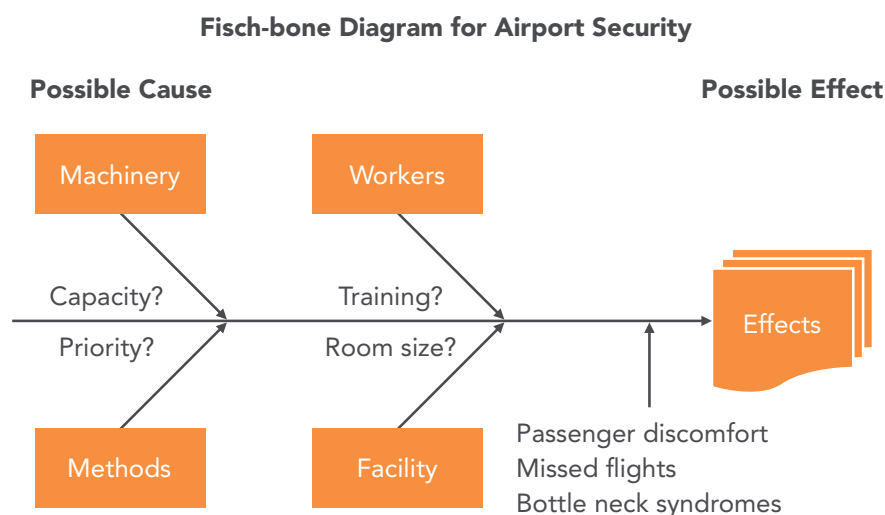 Fisch-bone Diagram for Airport Security
Possible Cause
Possible Effect
Machinery
Workers
Capacity?
Training?
Effects
Priority?
Room size?
Methods
Facility
Passenger discomfort
Missed flights
Bottle neck syndromes